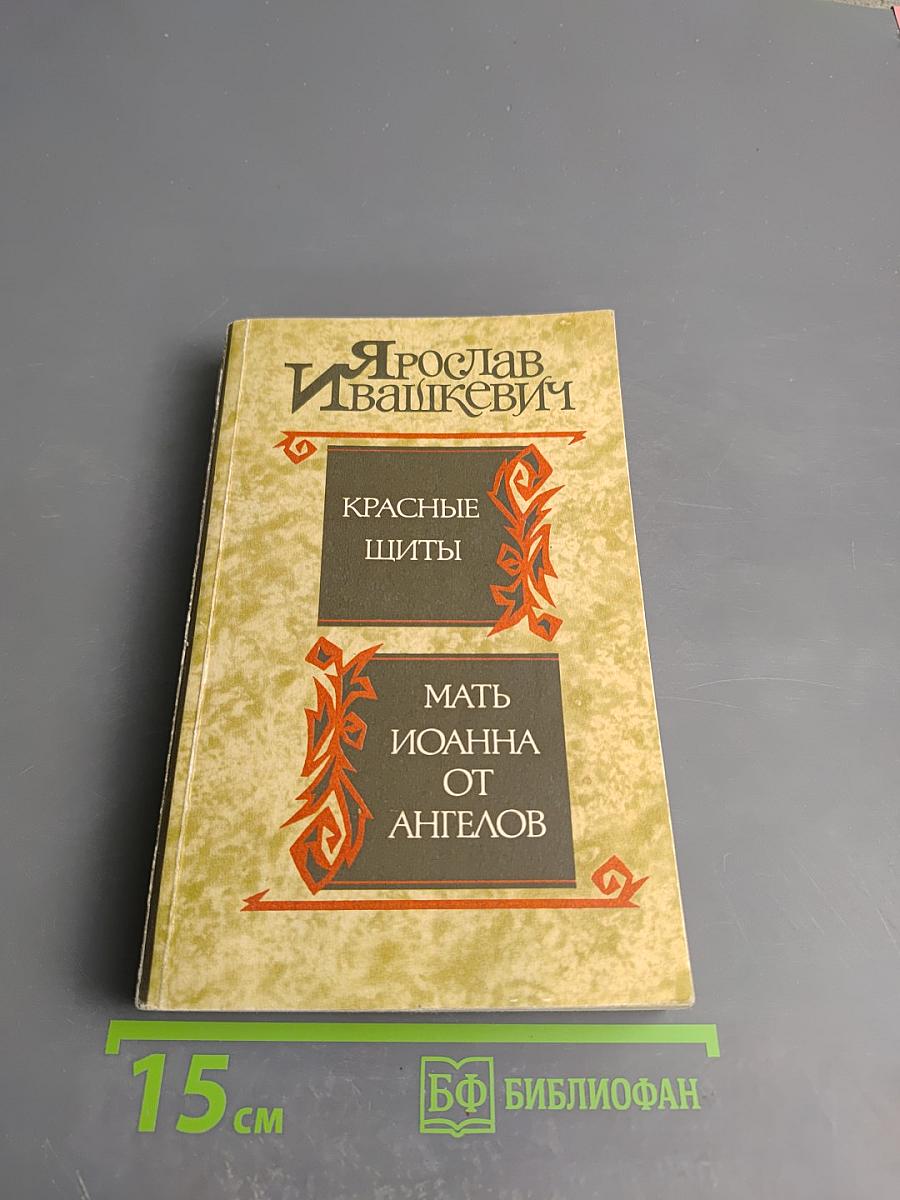 Ярослав
Ивашкевич
КРАСНЫЕ
ЩИТЫ
МАТЬ
ИОАННА
ОТ
АНГЕЛОВ
15 см
БФ БИБЛИОФАН